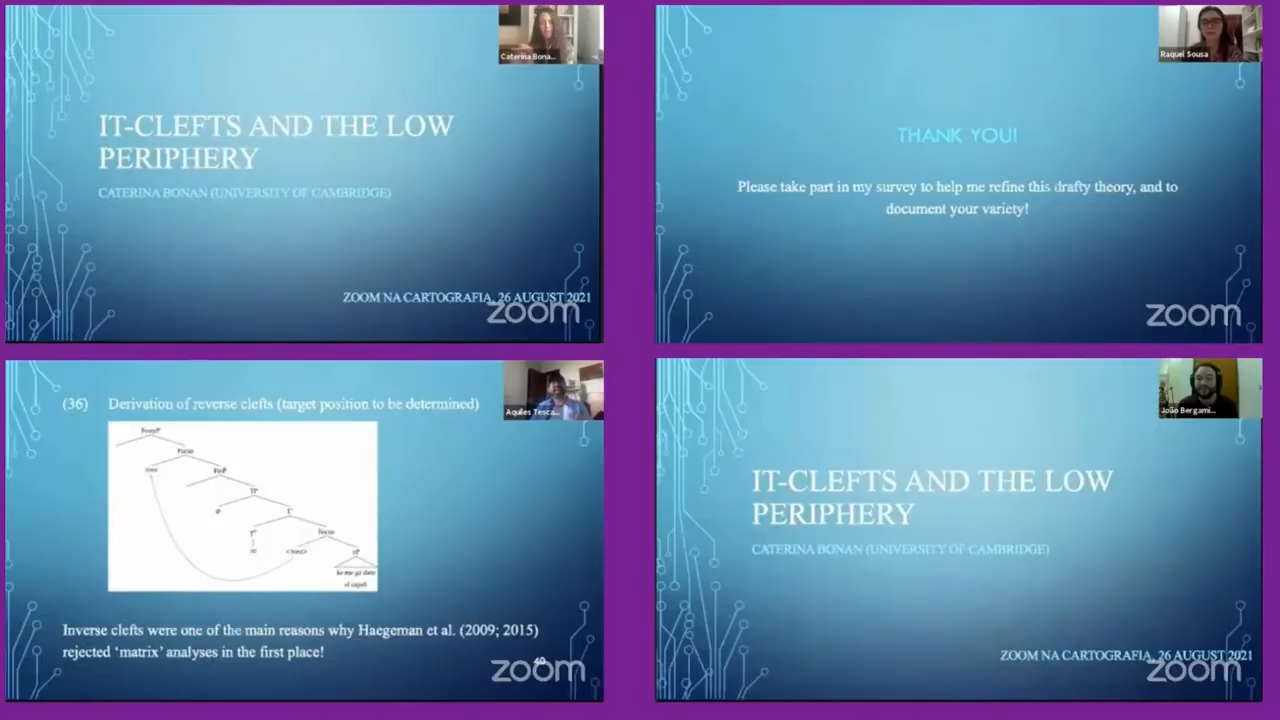 Caterina Bona...
IT-CLEFTS AND THE LOW
PERIPHERY
CATERINA BONAN (UNIVERSITY OF CAMBRIDGE)
ZOOM NA CARTOGRAFIA, 26 AUGUST 2021
zoom
Raquel Sousa
THANK YOU!
Please take part in my survey to help me refine this drafty theory, and to
document your variety!
zoom
Aquiles Tesca...
(36) Derivation of reverse clefts (target position to be determined)
Inverse clefts were one of the main reasons why Haegeman et al. (2009; 2015)
rejected ‘matrix’ analyses in the first place!
40
zoom
João Bergami...
IT-CLEFTS AND THE LOW
PERIPHERY
CATERINA BONAN (UNIVERSITY OF CAMBRIDGE)
ZOOM NA CARTOGRAFIA, 26 AUGUST 2021
zoom